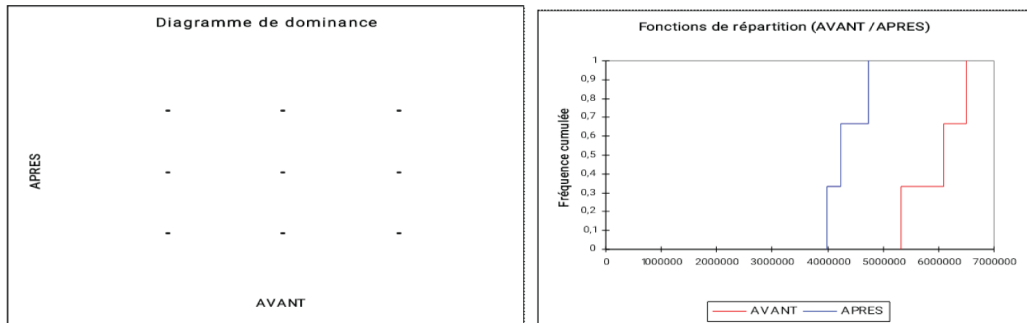 Diagramme de dominance
- - -
APRES
- - -
- - -
AVANT
Fonctions de répartition (AVANT / APRES)
Fréquence cumulée
1
0,9
0,8
0,7
0,6
0,5
0,4
0,3
0,2
0,1
0
0 1000000 2000000 3000000 4000000 5000000 6000000 7000000
AVANT APRES